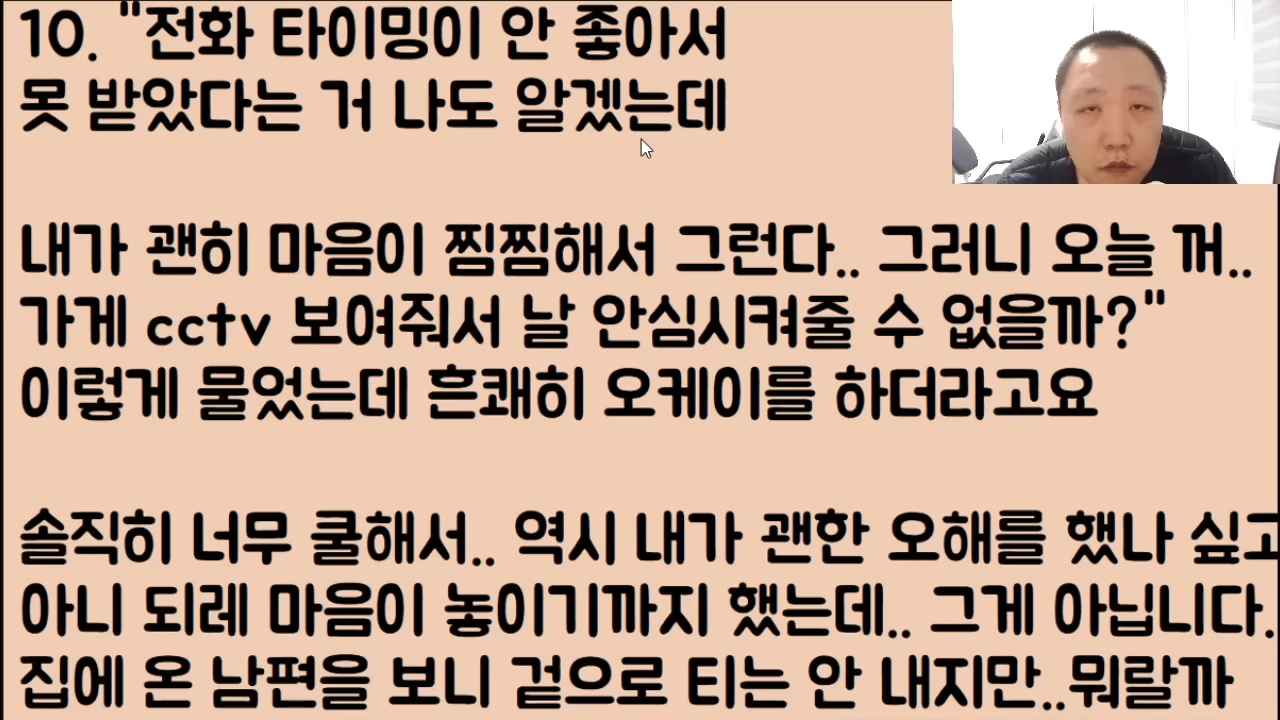 10. "전화 타이밍이 안 좋아서
못 받았다는 거 나도 알겠는데
내가 괜히 마음이 찜찜해서 그런다.. 그러니 오늘 꺼..
가게 cctv 보여줘서 날 안심시켜줄 수 없을까?"
이렇게 물었는데 흔쾌히 오케이를 하더라고요
솔직히 너무 쿨해서.. 역시 내가 괜한 오해를 했나 싶고
아니 되레 마음이 놓이기까지 했는데.. 그게 아닙니다.
집에 온 남편을 보니 겉으로 티는 안 내지만..뭐랄까